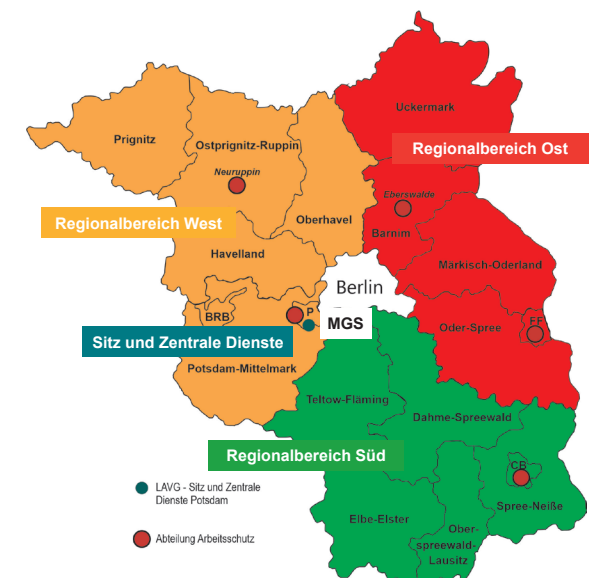 Uckermark
Prignitz
Ostprignitz-Ruppin
Regionalbereich Ost
Neuruppin
Eberswalde
Oberhavel
Regionalbereich West
Barnim
Havelland
Märkisch-Oderland
Berlin
BRB
P
MGS
FF
Oder-Spree
Sitz und Zentrale Dienste
Potsdam-Mittelmark
Teltow-Fläming
Dahme-Spreewald
Regionalbereich Süd
CB
LAVG - Sitz und Zentrale
Dienste Potsdam
Spree-Neiße
Elbe-Elster
Ober-
spreewald-
Lausitz
Abteilung Arbeitsschutz